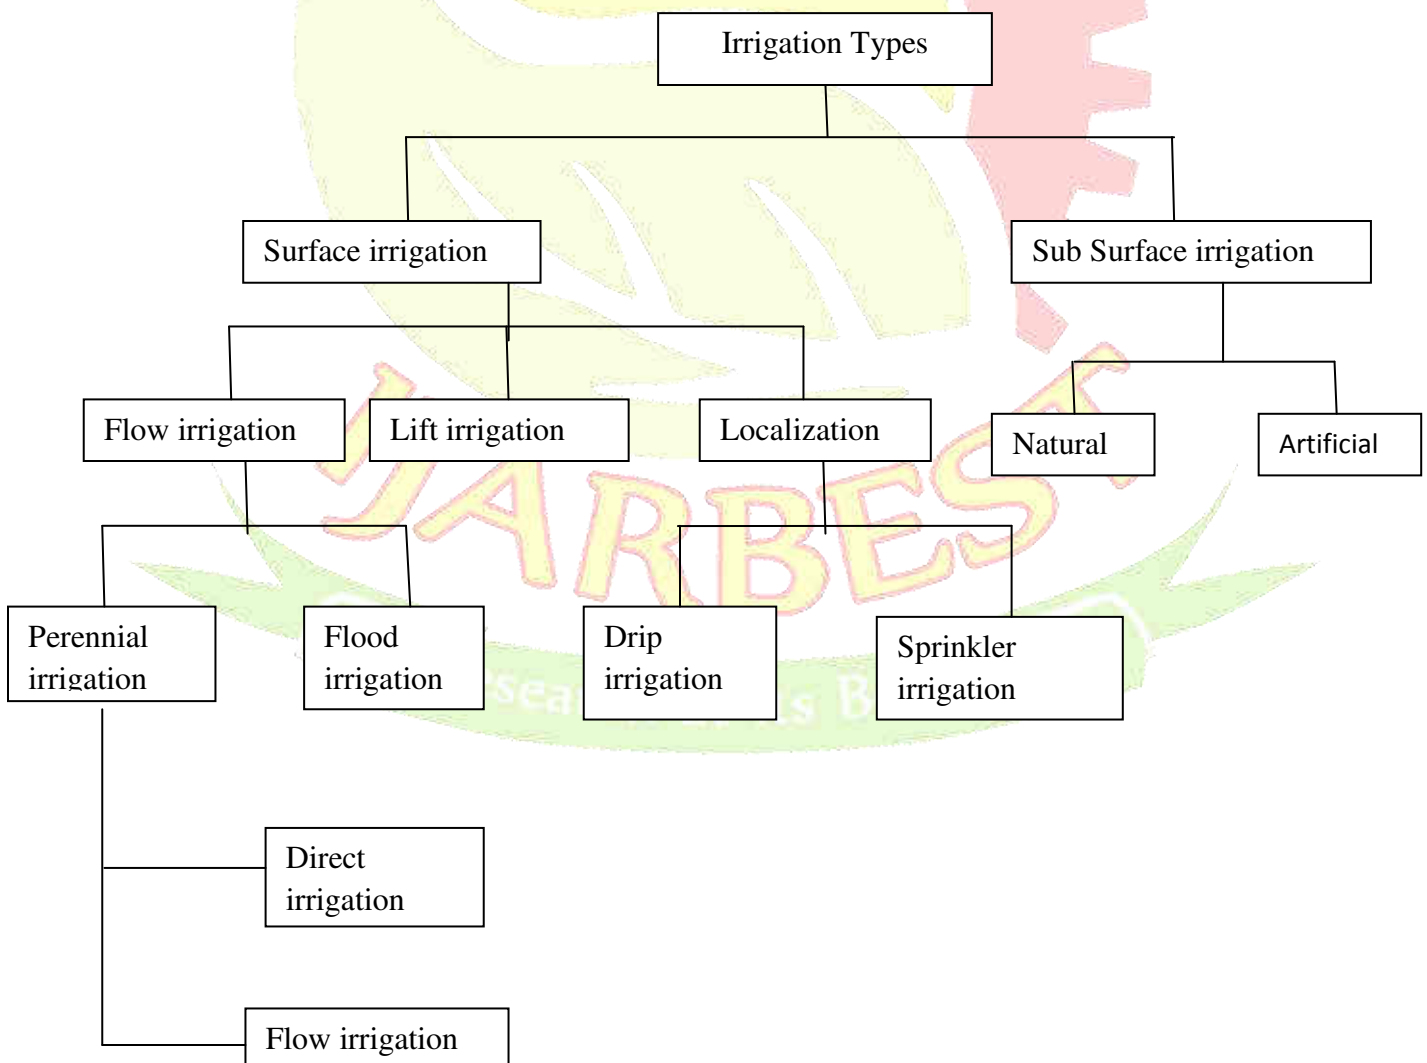 Irrigation Types
Surface irrigation
Sub Surface irrigation
Flow irrigation
Lift irrigation
Localization
Natural
Artificial
IJARBEST
Perennial
irrigation
Flood
irrigation
Drip
irrigation
Sprinkler
irrigation
Direct
irrigation
Flow irrigation